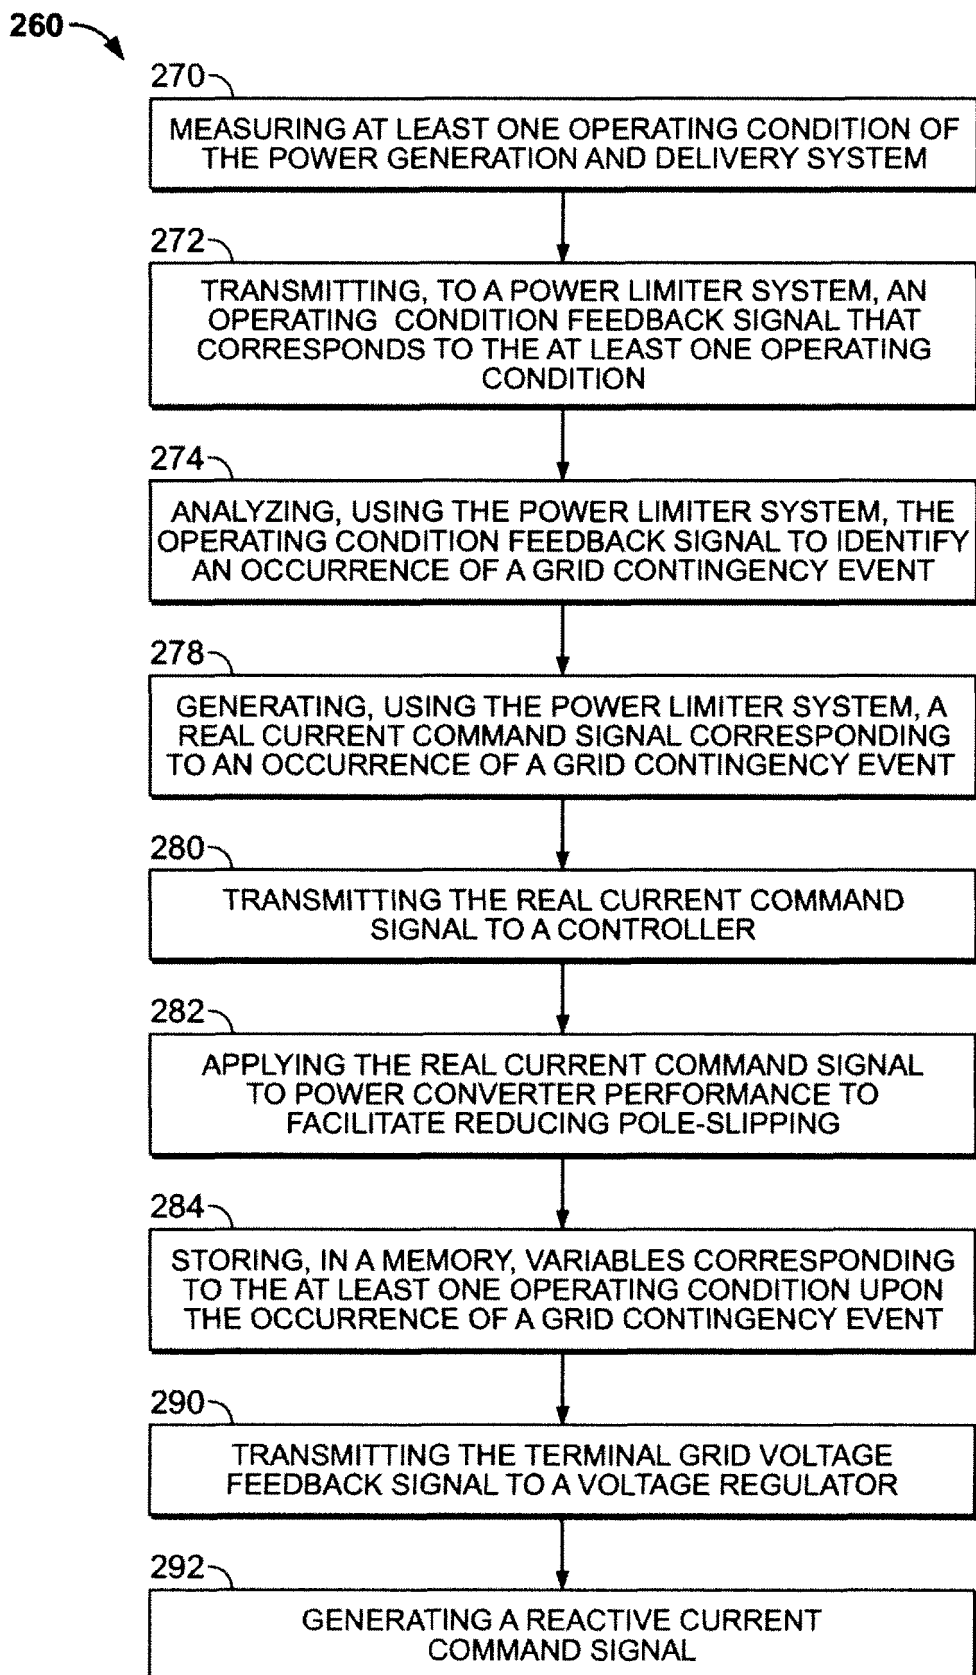 260
270
MEASURING AT LEAST ONE OPERATING CONDITION OF
THE POWER GENERATION AND DELIVERY SYSTEM
272
TRANSMITTING, TO A POWER LIMITER SYSTEM, AN
OPERATING CONDITION FEEDBACK SIGNAL THAT
CORRESPONDS TO THE AT LEAST ONE OPERATING
CONDITION
274
ANALYZING, USING THE POWER LIMITER SYSTEM, THE
OPERATING CONDITION FEEDBACK SIGNAL TO IDENTIFY
AN OCCURRENCE OF A GRID CONTINGENCY EVENT
278
GENERATING, USING THE POWER LIMITER SYSTEM, A
REAL CURRENT COMMAND SIGNAL CORRESPONDING
TO AN OCCURRENCE OF A GRID CONTINGENCY EVENT
280
TRANSMITTING THE REAL CURRENT COMMAND
SIGNAL TO A CONTROLLER
282
APPLYING THE REAL CURRENT COMMAND SIGNAL
TO POWER CONVERTER PERFORMANCE TO
FACILITATE REDUCING POLE-SLIPPING
284
STORING, IN A MEMORY, VARIABLES CORRESPONDING
TO THE AT LEAST ONE OPERATING CONDITION UPON
THE OCCURRENCE OF A GRID CONTINGENCY EVENT
290
TRANSMITTING THE TERMINAL GRID VOLTAGE
FEEDBACK SIGNAL TO A VOLTAGE REGULATOR
292
GENERATING A REACTIVE CURRENT
COMMAND SIGNAL